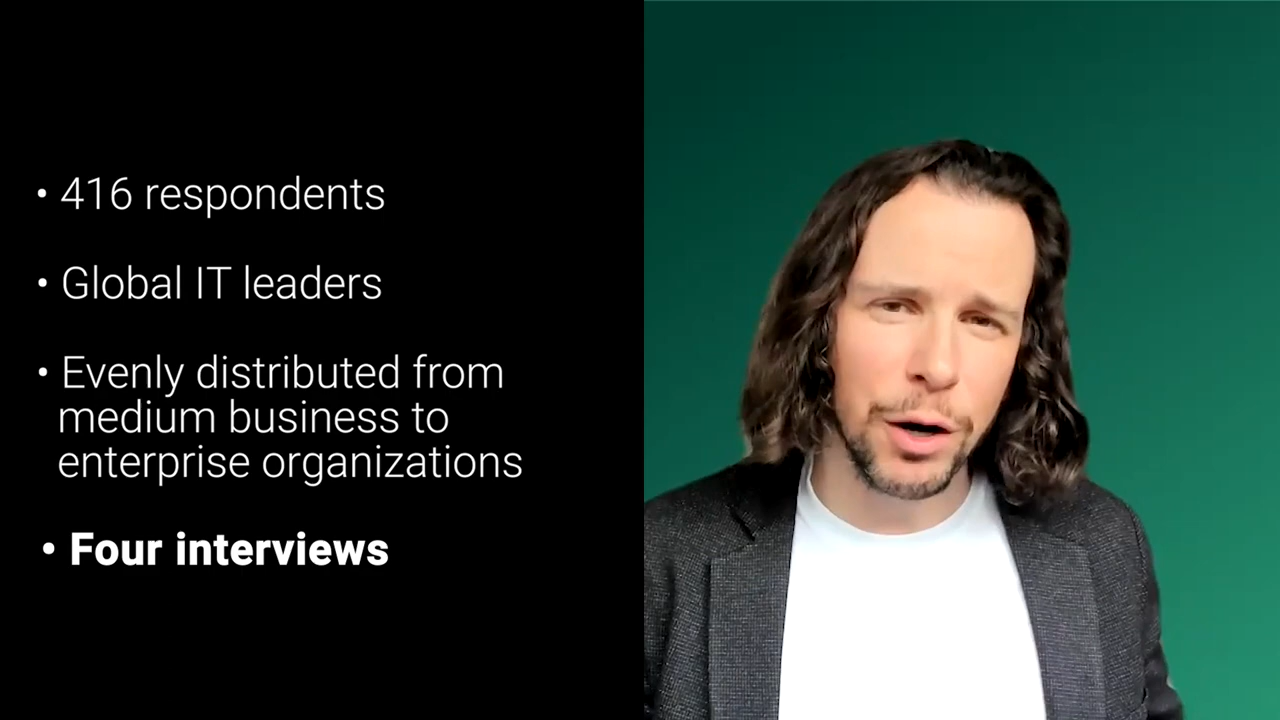 • 416 respondents
• Global IT leaders
• Evenly distributed from
medium business to
enterprise organizations
• Four interviews